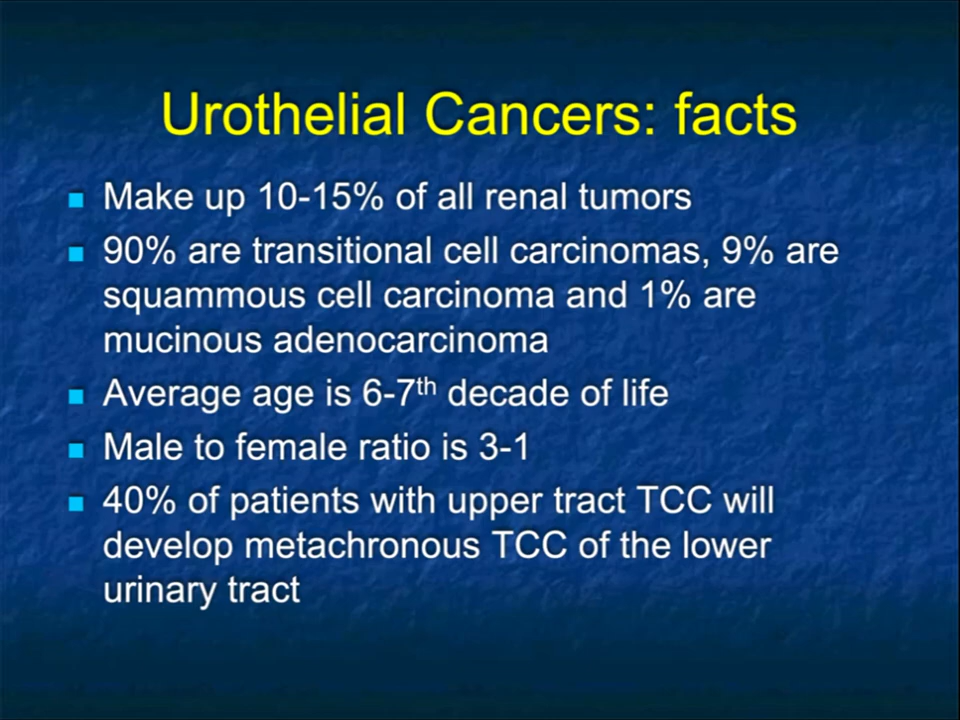 Urothelial Cancers: facts
Make up 10-15% of all renal tumors
90% are transitional cell carcinomas, 9% are
squammous cell carcinoma and 1% are
mucinous adenocarcinoma
Average age is 6-7th decade of life
Male to female ratio is 3-1
40% of patients with upper tract TCC will
develop metachronous TCC of the lower
urinary tract